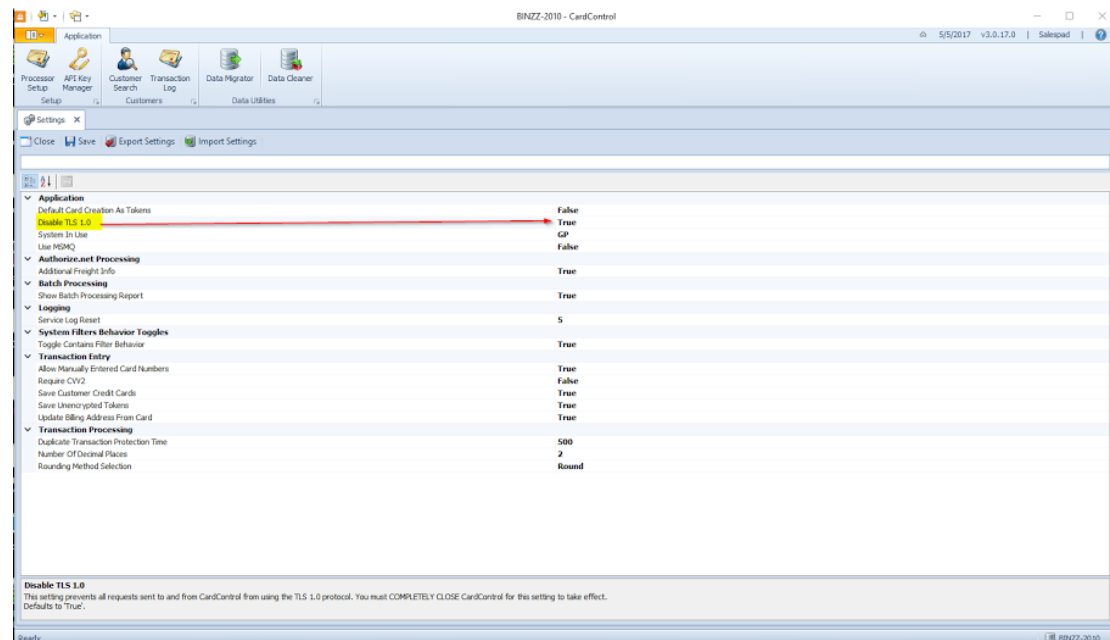 BINZZ-2010 - CardControl
Application
5/5/2017 v3.0.17.0 | Salespad |
Processor Setup
API Key Manager
Customer Search
Transaction Log
Data Migrator
Data Cleaner
Setup
Customers
Data Utilities
Settings
Close Save Export Settings Import Settings
Application
Default Card Creation As Tokens False
Disable TLS 1.0 True
System In Use GP
Use MSMQ False
Authorize.net Processing
Additional Freight Info True
Batch Processing
Show Batch Processing Report True
Logging
Service Log Reset 5
System Filters Behavior Toggles
Toggle Contains Filter Behavior True
Transaction Entry
Allow Manually Entered Card Numbers True
Require CVV2 False
Save Customer Credit Cards True
Save Unencrypted Tokens True
Update Billing Address From Card True
Transaction Processing
Duplicate Transaction Protection Time 500
Number Of Decimal Places 2
Rounding Method Selection Round
Disable TLS 1.0
This setting prevents all requests sent to and from CardControl from using the TLS 1.0 protocol. You must COMPLETELY CLOSE CardControl for this setting to take effect.
Defaults to 'True'.
Ready BINZZ-2010